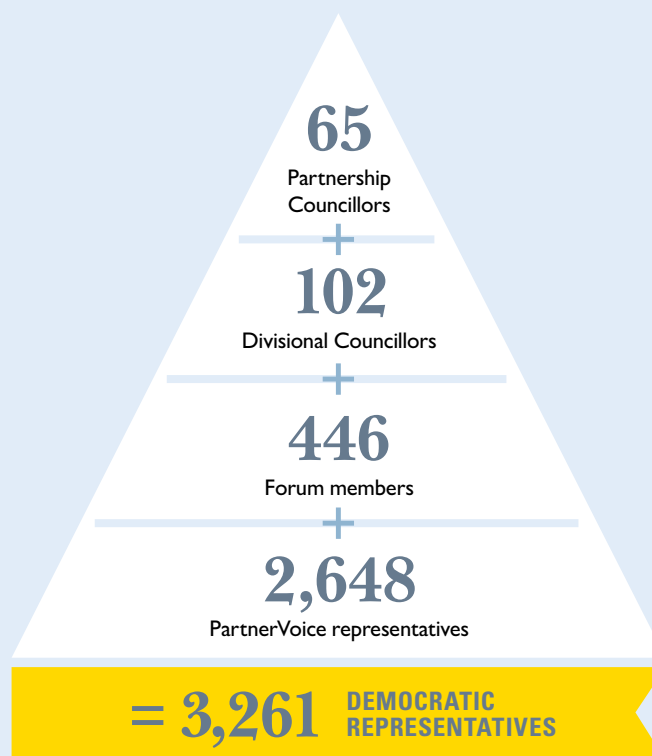 65
Partnership
Councillors
+
102
Divisional Councillors
+
446
Forum members
+
2,648
PartnerVoice representatives
= 3,261 DEMOCRATIC
REPRESENTATIVES